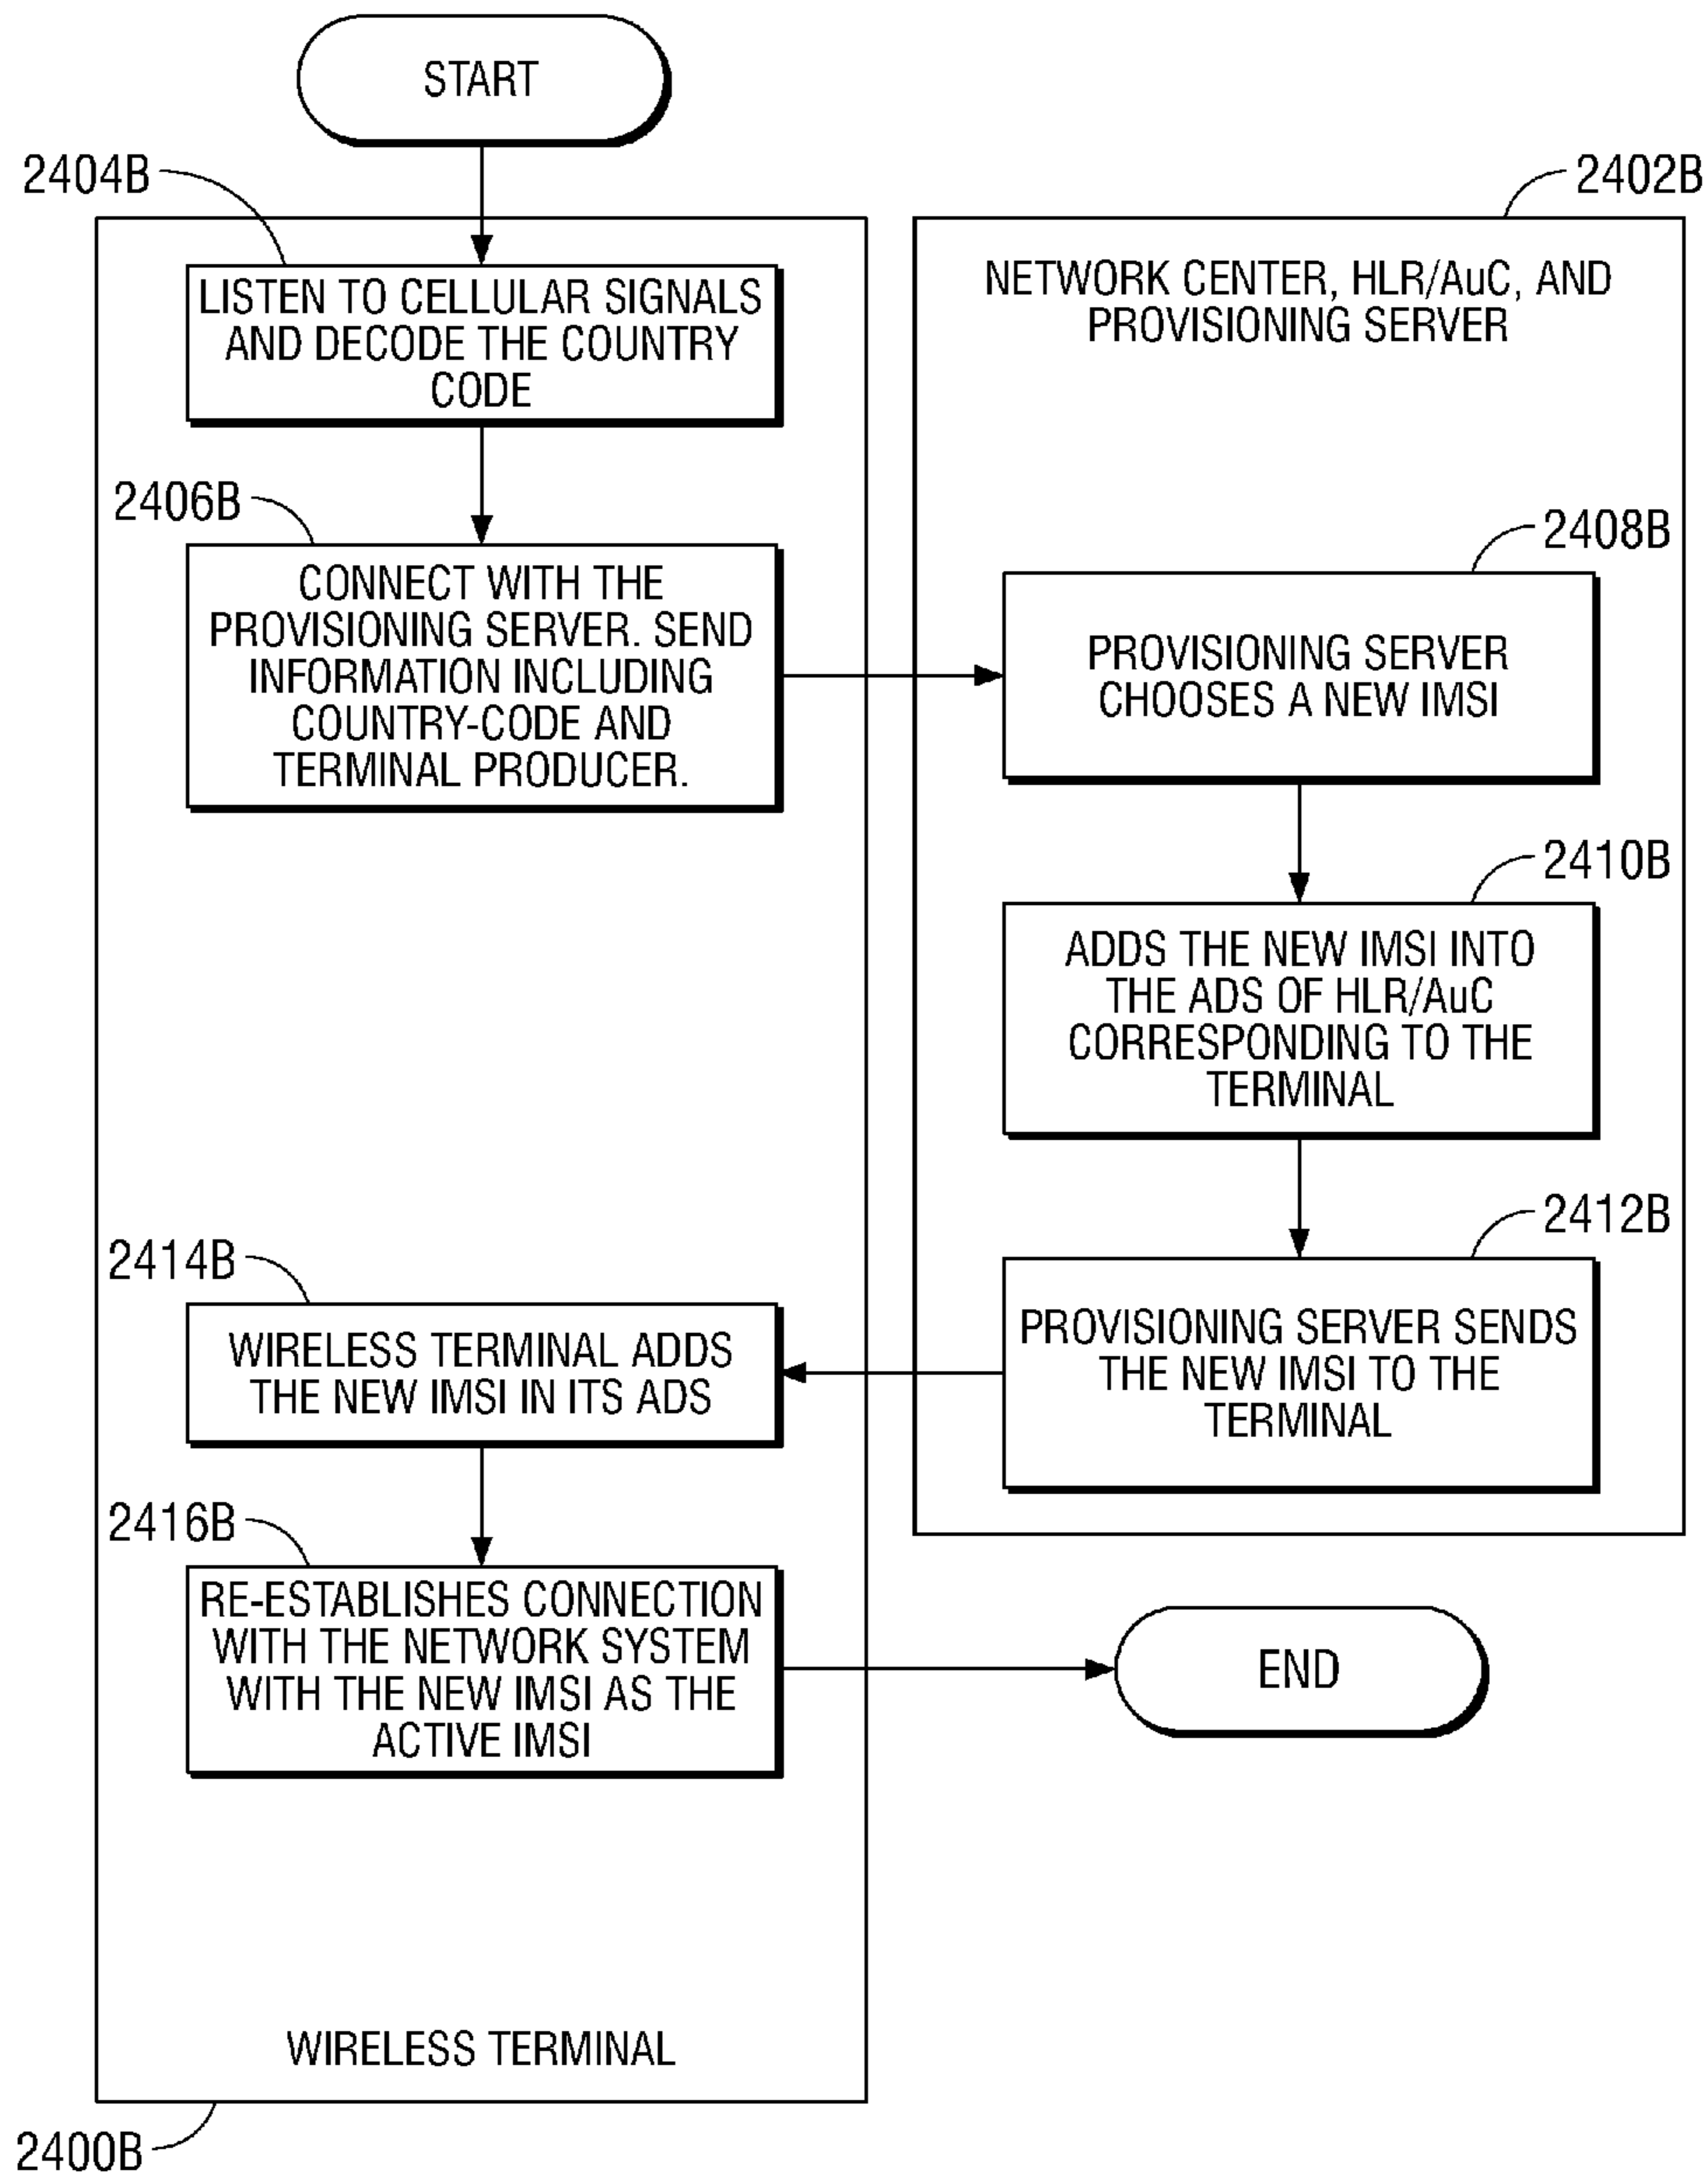 START
2404B
2402B
LISTEN TO CELLULAR SIGNALS
AND DECODE THE COUNTRY
CODE
NETWORK CENTER, HLR/AuC, AND
PROVISIONING SERVER
2406B
CONNECT WITH THE
PROVISIONING SERVER. SEND
INFORMATION INCLUDING
COUNTRY-CODE AND
TERMINAL PRODUCER.
2408B
PROVISIONING SERVER
CHOOSES A NEW IMSI
2410B
ADDS THE NEW IMSI INTO
THE ADS OF HLR/AuC
CORRESPONDING TO THE
TERMINAL
2412B
PROVISIONING SERVER SENDS
THE NEW IMSI TO THE
TERMINAL
2414B
WIRELESS TERMINAL ADDS
THE NEW IMSI IN ITS ADS
2416B
RE-ESTABLISHES CONNECTION
WITH THE NETWORK SYSTEM
WITH THE NEW IMSI AS THE
ACTIVE IMSI
END
WIRELESS TERMINAL
2400B